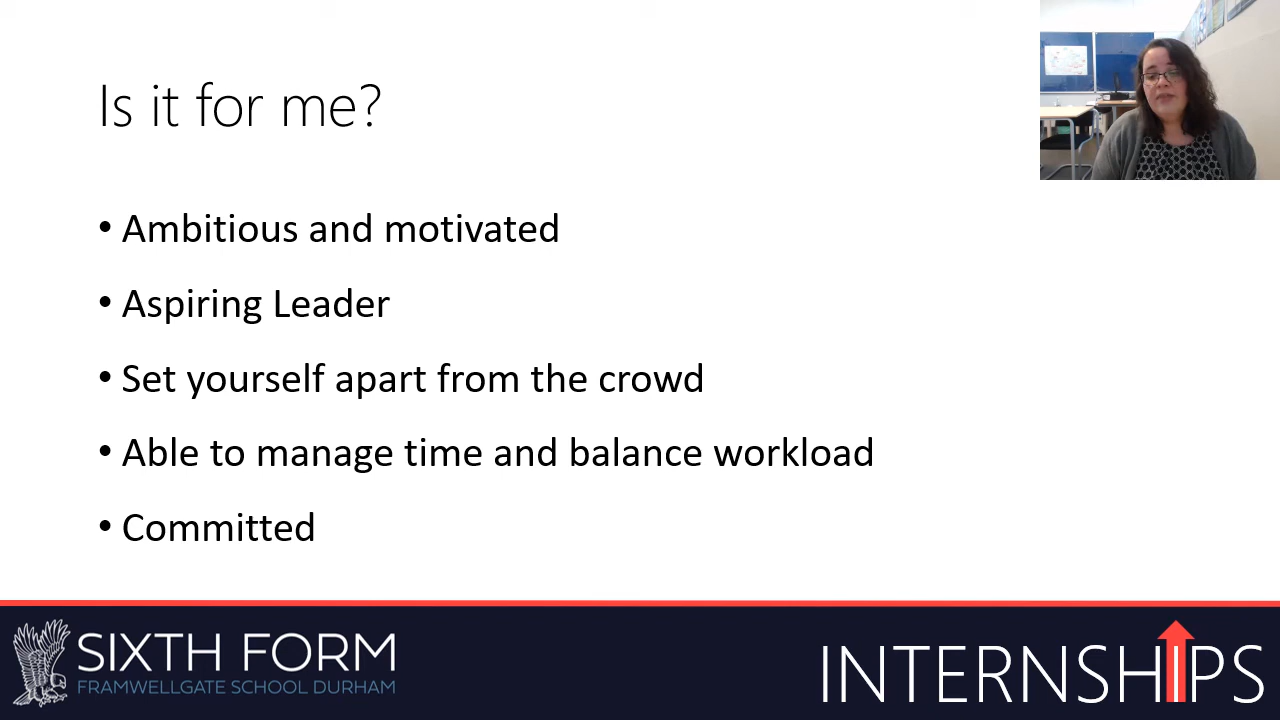 Is it for me?
• Ambitious and motivated
• Aspiring Leader
• Set yourself apart from the crowd
• Able to manage time and balance workload
• Committed
SIXTH FORM
FRAMWELLGATE SCHOOL DURHAM
INTERNSHIPS